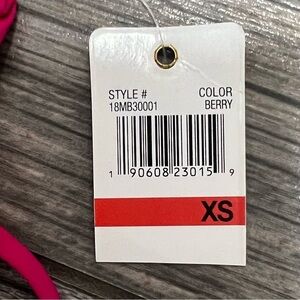 STYLE # COLOR
18MB30001 BERRY
1 90608 23015 9
XS